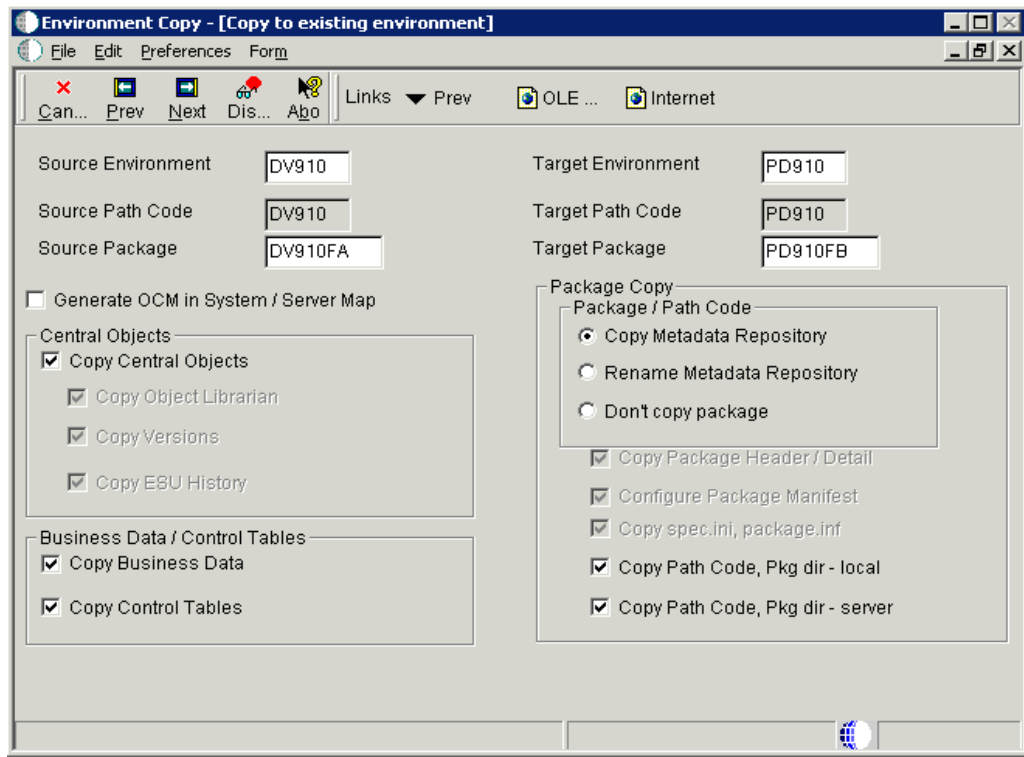 Environment Copy - [Copy to existing environment]
File Edit Preferences Form
Can... Prev Next Dis... Abo Links Prev OLE ... Internet
Source Environment DV910 Target Environment PD910
Source Path Code DV910 Target Path Code PD910
Source Package DV910FA Target Package PD910FB
Generate OCM in System / Server Map
Central Objects
Copy Central Objects
Copy Object Librarian
Copy Versions
Copy ESU History
Business Data / Control Tables
Copy Business Data
Copy Control Tables
Package Copy
Package / Path Code
Copy Metadata Repository
Rename Metadata Repository
Don't copy package
Copy Package Header / Detail
Configure Package Manifest
Copy spec.ini, package.inf
Copy Path Code, Pkg dir - local
Copy Path Code, Pkg dir - server